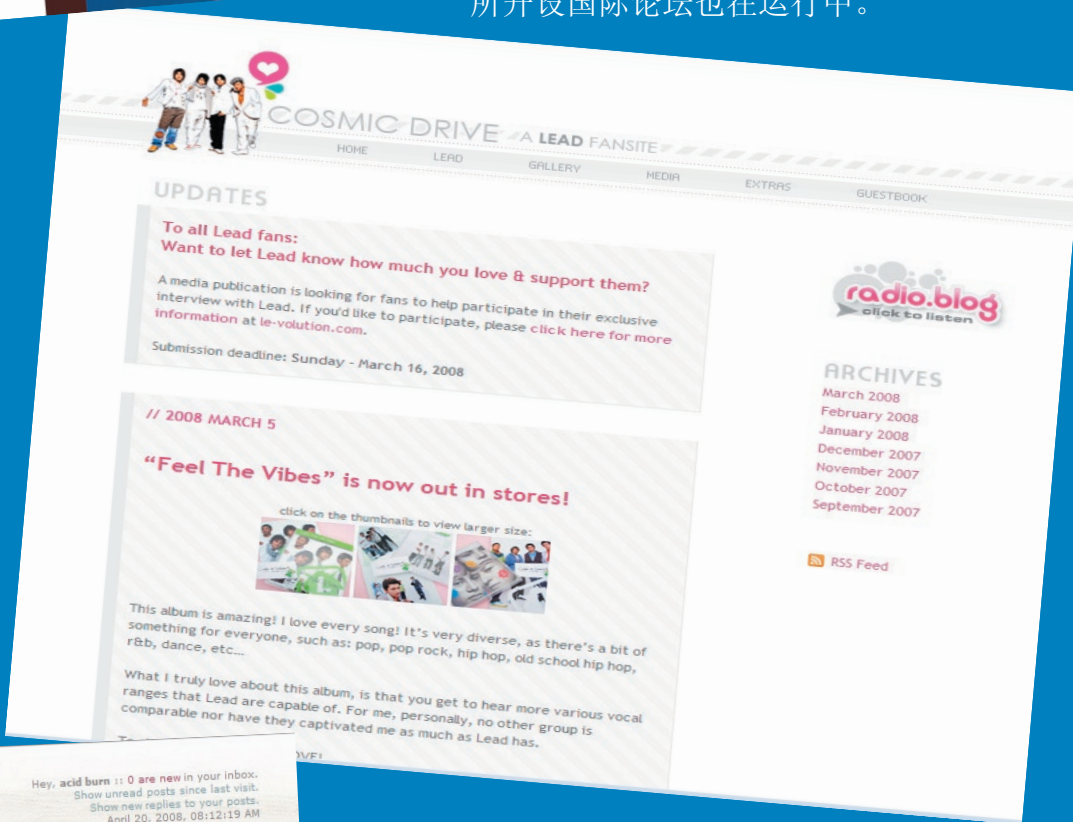 所开设国际论坛也在运行中。
COSMIC DRIVE A LEAD FANSITE
HOME LEAD GALLERY MEDIA EXTRAS GUESTBOOK
UPDATES
To all Lead fans:
Want to let Lead know how much you love & support them?
A media publication is looking for fans to help participate in their exclusive
interview with Lead. If you'd like to participate, please click here for more
information at le-volution.com.
Submission deadline: Sunday - March 16, 2008
// 2008 MARCH 5
“Feel The Vibes” is now out in stores!
click on the thumbnails to view larger size:
This album is amazing! I love every song! It's very diverse, as there's a bit of
something for everyone, such as: pop, pop rock, hip hop, old school hip hop,
r&b, dance, etc...
What I truly love about this album, is that you get to hear more various vocal
ranges that Lead are capable of. For me, personally, no other group is
comparable nor have they captivated me as much as Lead has.
radio.blog
click to listen
ARCHIVES
March 2008
February 2008
January 2008
December 2007
November 2007
October 2007
September 2007
RSS Feed
Hey, acid burn :: 0 are new in your inbox.
Show unread posts since last visit.
Show new replies to your posts.
April 20, 2008, 08:12:19 AM